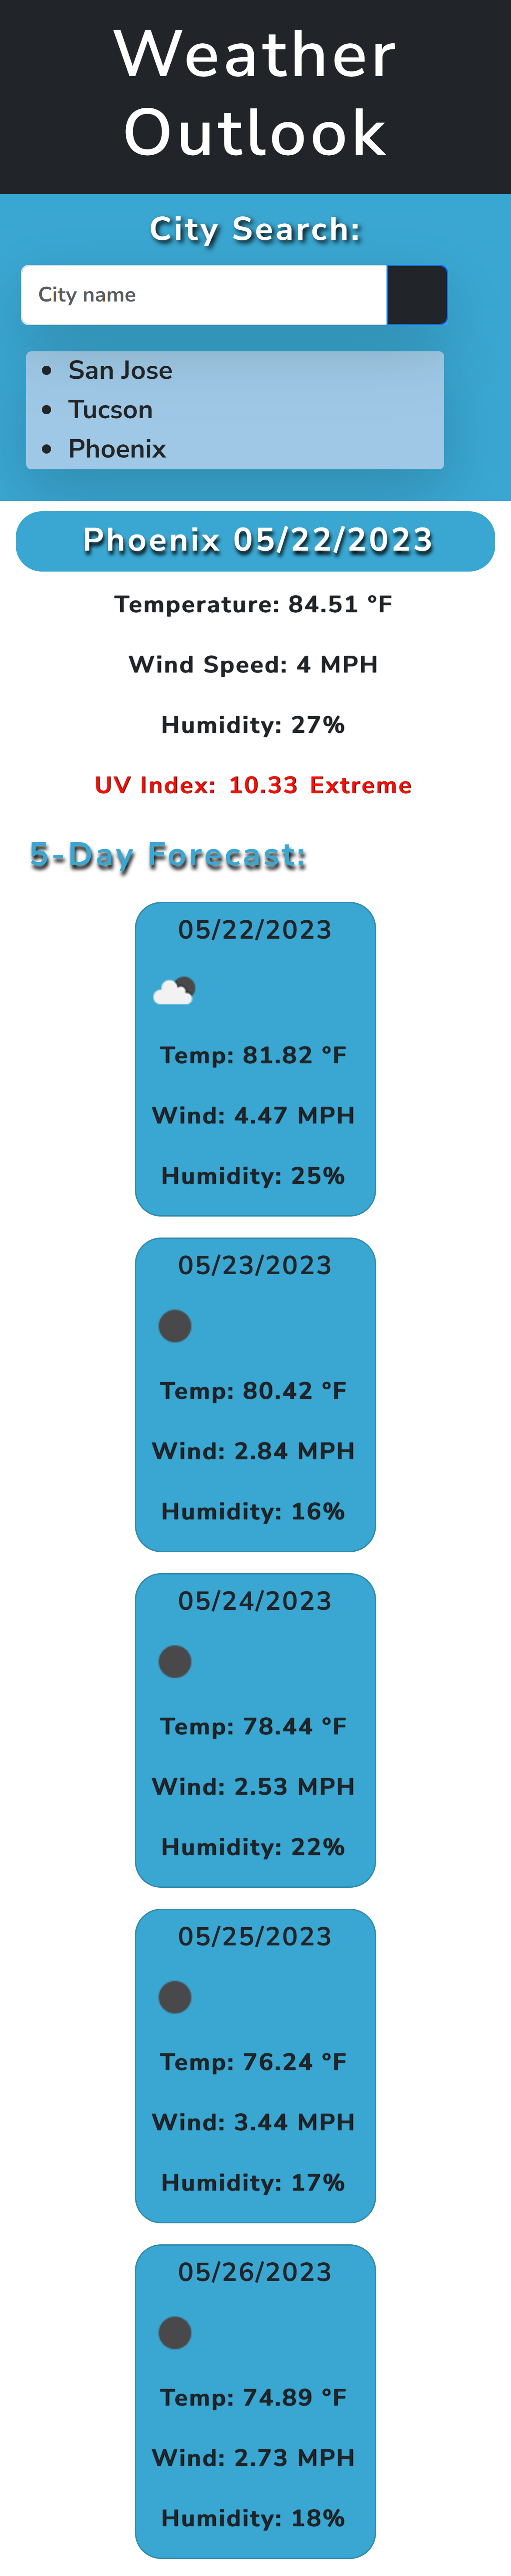 Weather
Outlook
City Search:
City name
San Jose
Tucson
Phoenix
Phoenix 05/22/2023
Temperature: 84.51 °F
Wind Speed: 4 MPH
Humidity: 27%
UV Index: 10.33 Extreme
5-Day Forecast:
05/22/2023
Temp: 81.82 °F
Wind: 4.47 MPH
Humidity: 25%
05/23/2023
Temp: 80.42 °F
Wind: 2.84 MPH
Humidity: 16%
05/24/2023
Temp: 78.44 °F
Wind: 2.53 MPH
Humidity: 22%
05/25/2023
Temp: 76.24 °F
Wind: 3.44 MPH
Humidity: 17%
05/26/2023
Temp: 74.89 °F
Wind: 2.73 MPH
Humidity: 18%